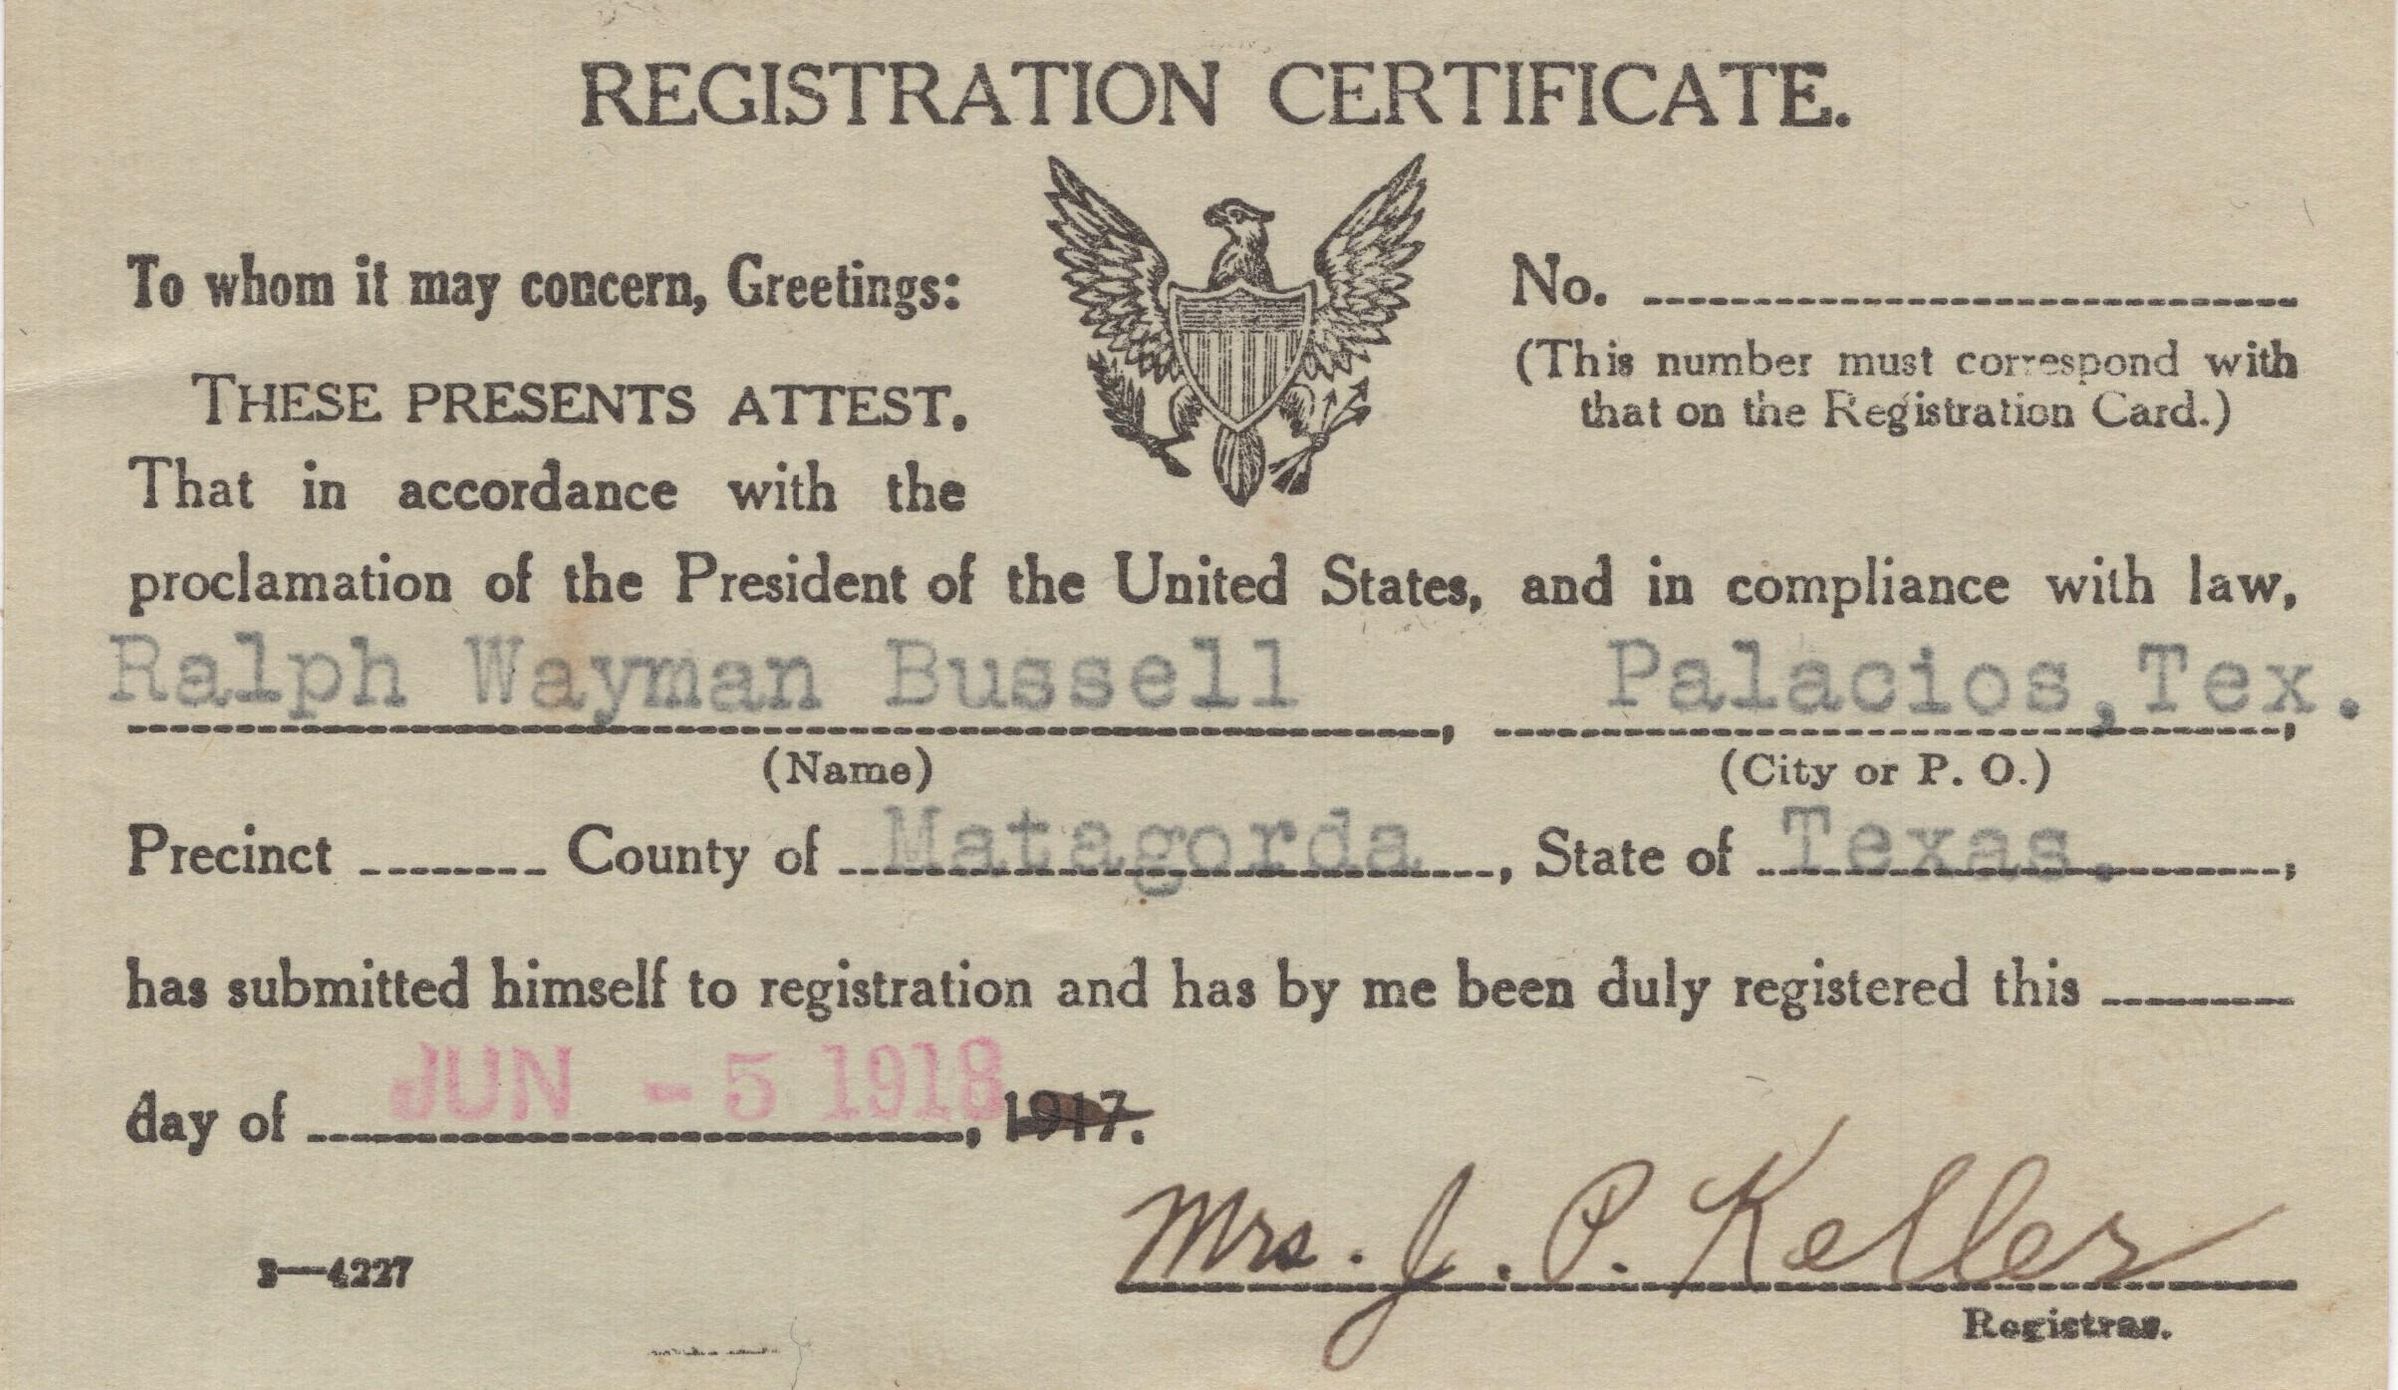 REGISTRATION CERTIFICATE.
To whom it may concern, Greetings:
No.
(This number must correspond with
that on the Registration Card.)
THESE PRESENTS ATTEST.
That in accordance with the
proclamation of the President of the United States, and in compliance with law,
Ralph Wayman Bussell, Palacios,Tex.,
(Name) (City or P. O.)
Precinct County of Matagorda, State of Texas.,
has submitted himself to registration and has by me been duly registered this
day of JUN - 5 1918, 1917.
Mrs. J. P. Keller
3—4227
Registrar.